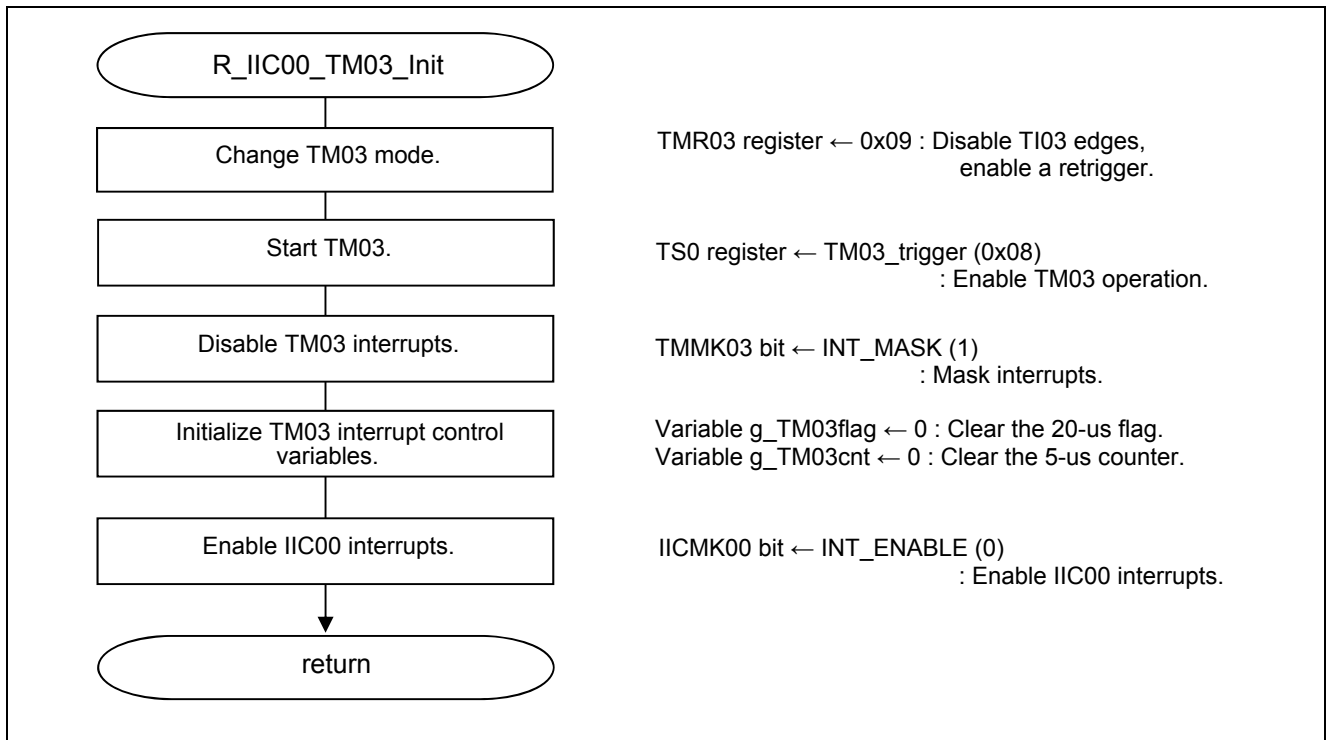 R_IIC00_TM03_Init
Change TM03 mode.
TMR03 register ← 0x09 : Disable TI03 edges,
enable a retrigger.
Start TM03.
TS0 register ← TM03_trigger (0x08)
: Enable TM03 operation.
Disable TM03 interrupts.
TMMK03 bit ← INT_MASK (1)
: Mask interrupts.
Initialize TM03 interrupt control
variables.
Variable g_TM03flag ← 0 : Clear the 20-us flag.
Variable g_TM03cnt ← 0 : Clear the 5-us counter.
Enable IIC00 interrupts.
IICMK00 bit ← INT_ENABLE (0)
: Enable IIC00 interrupts.
return